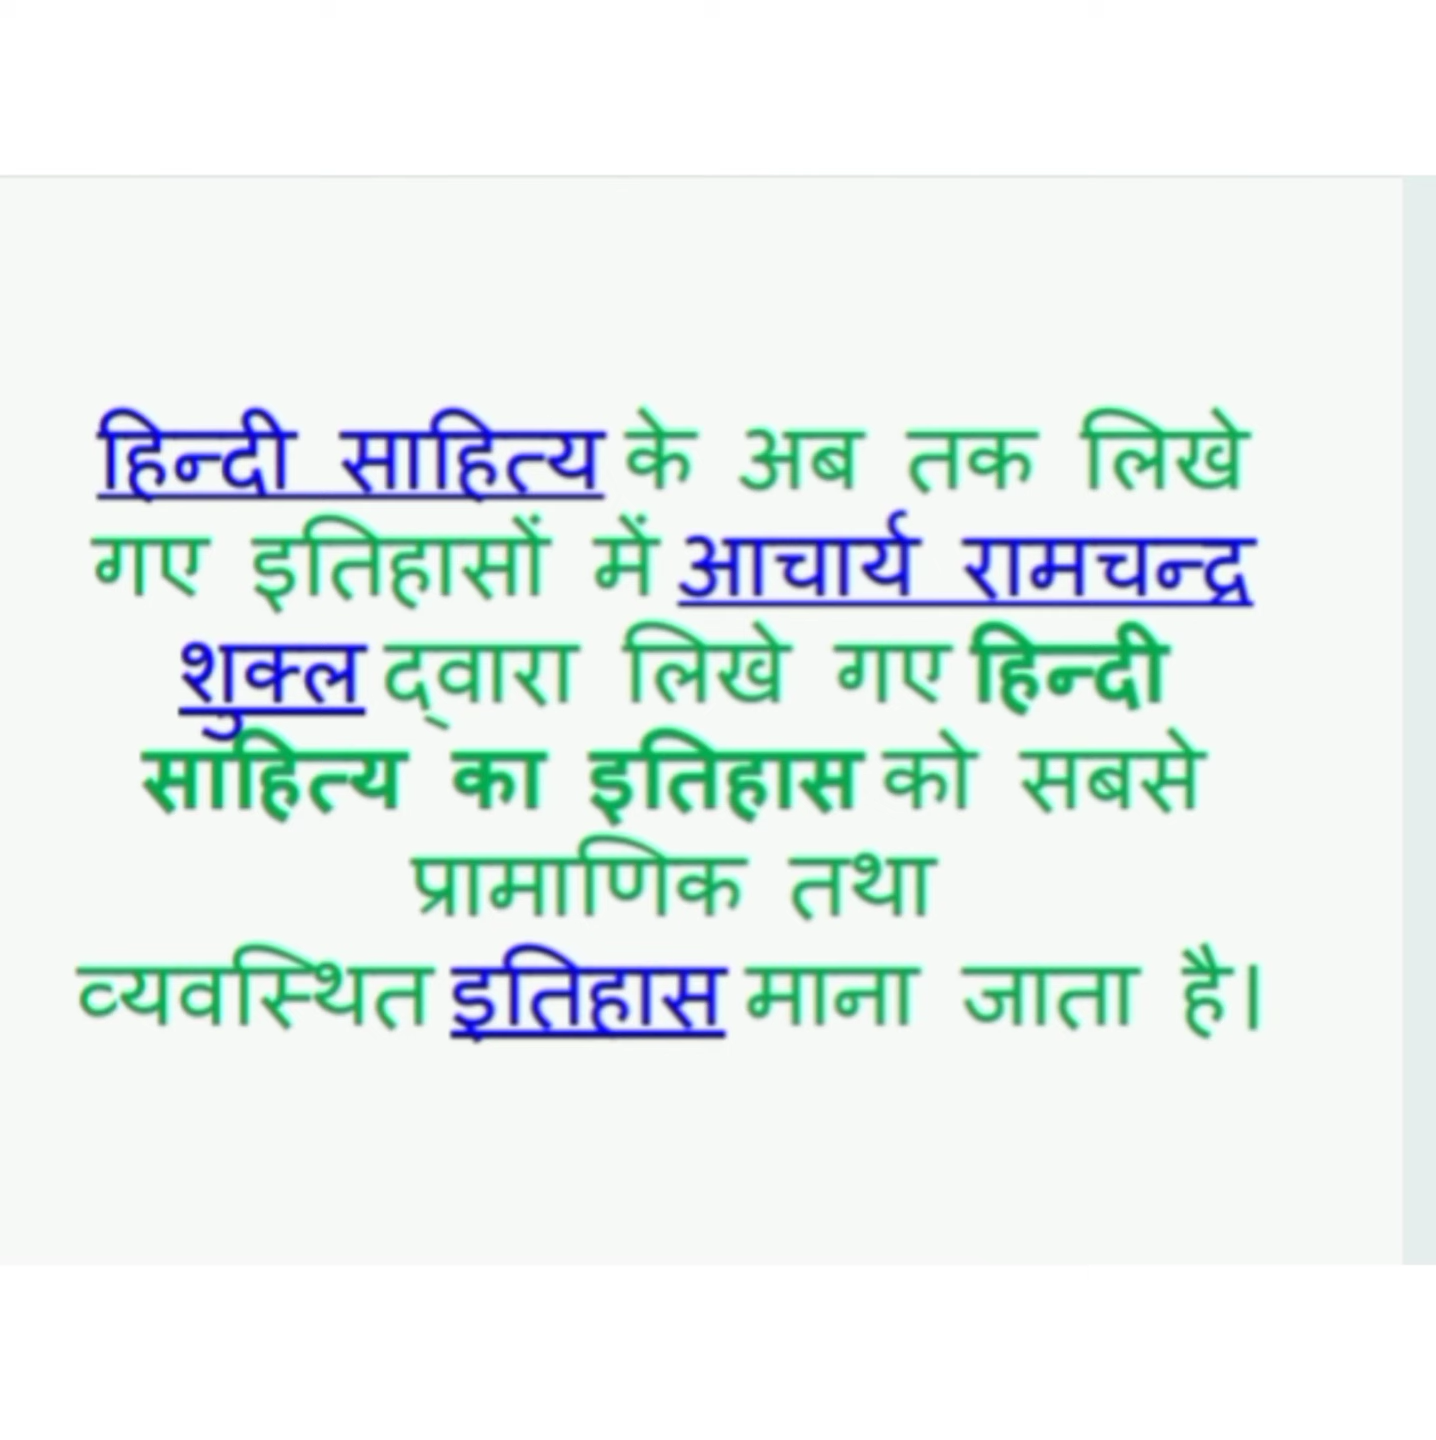 हिन्दी साहित्य के अब तक लिखे
गए इतिहासों में आचार्य रामचन्द्र
शुक्ल द्वारा लिखे गए हिन्दी
साहित्य का इतिहास को सबसे
प्रामाणिक तथा
व्यवस्थित इतिहास माना जाता है।